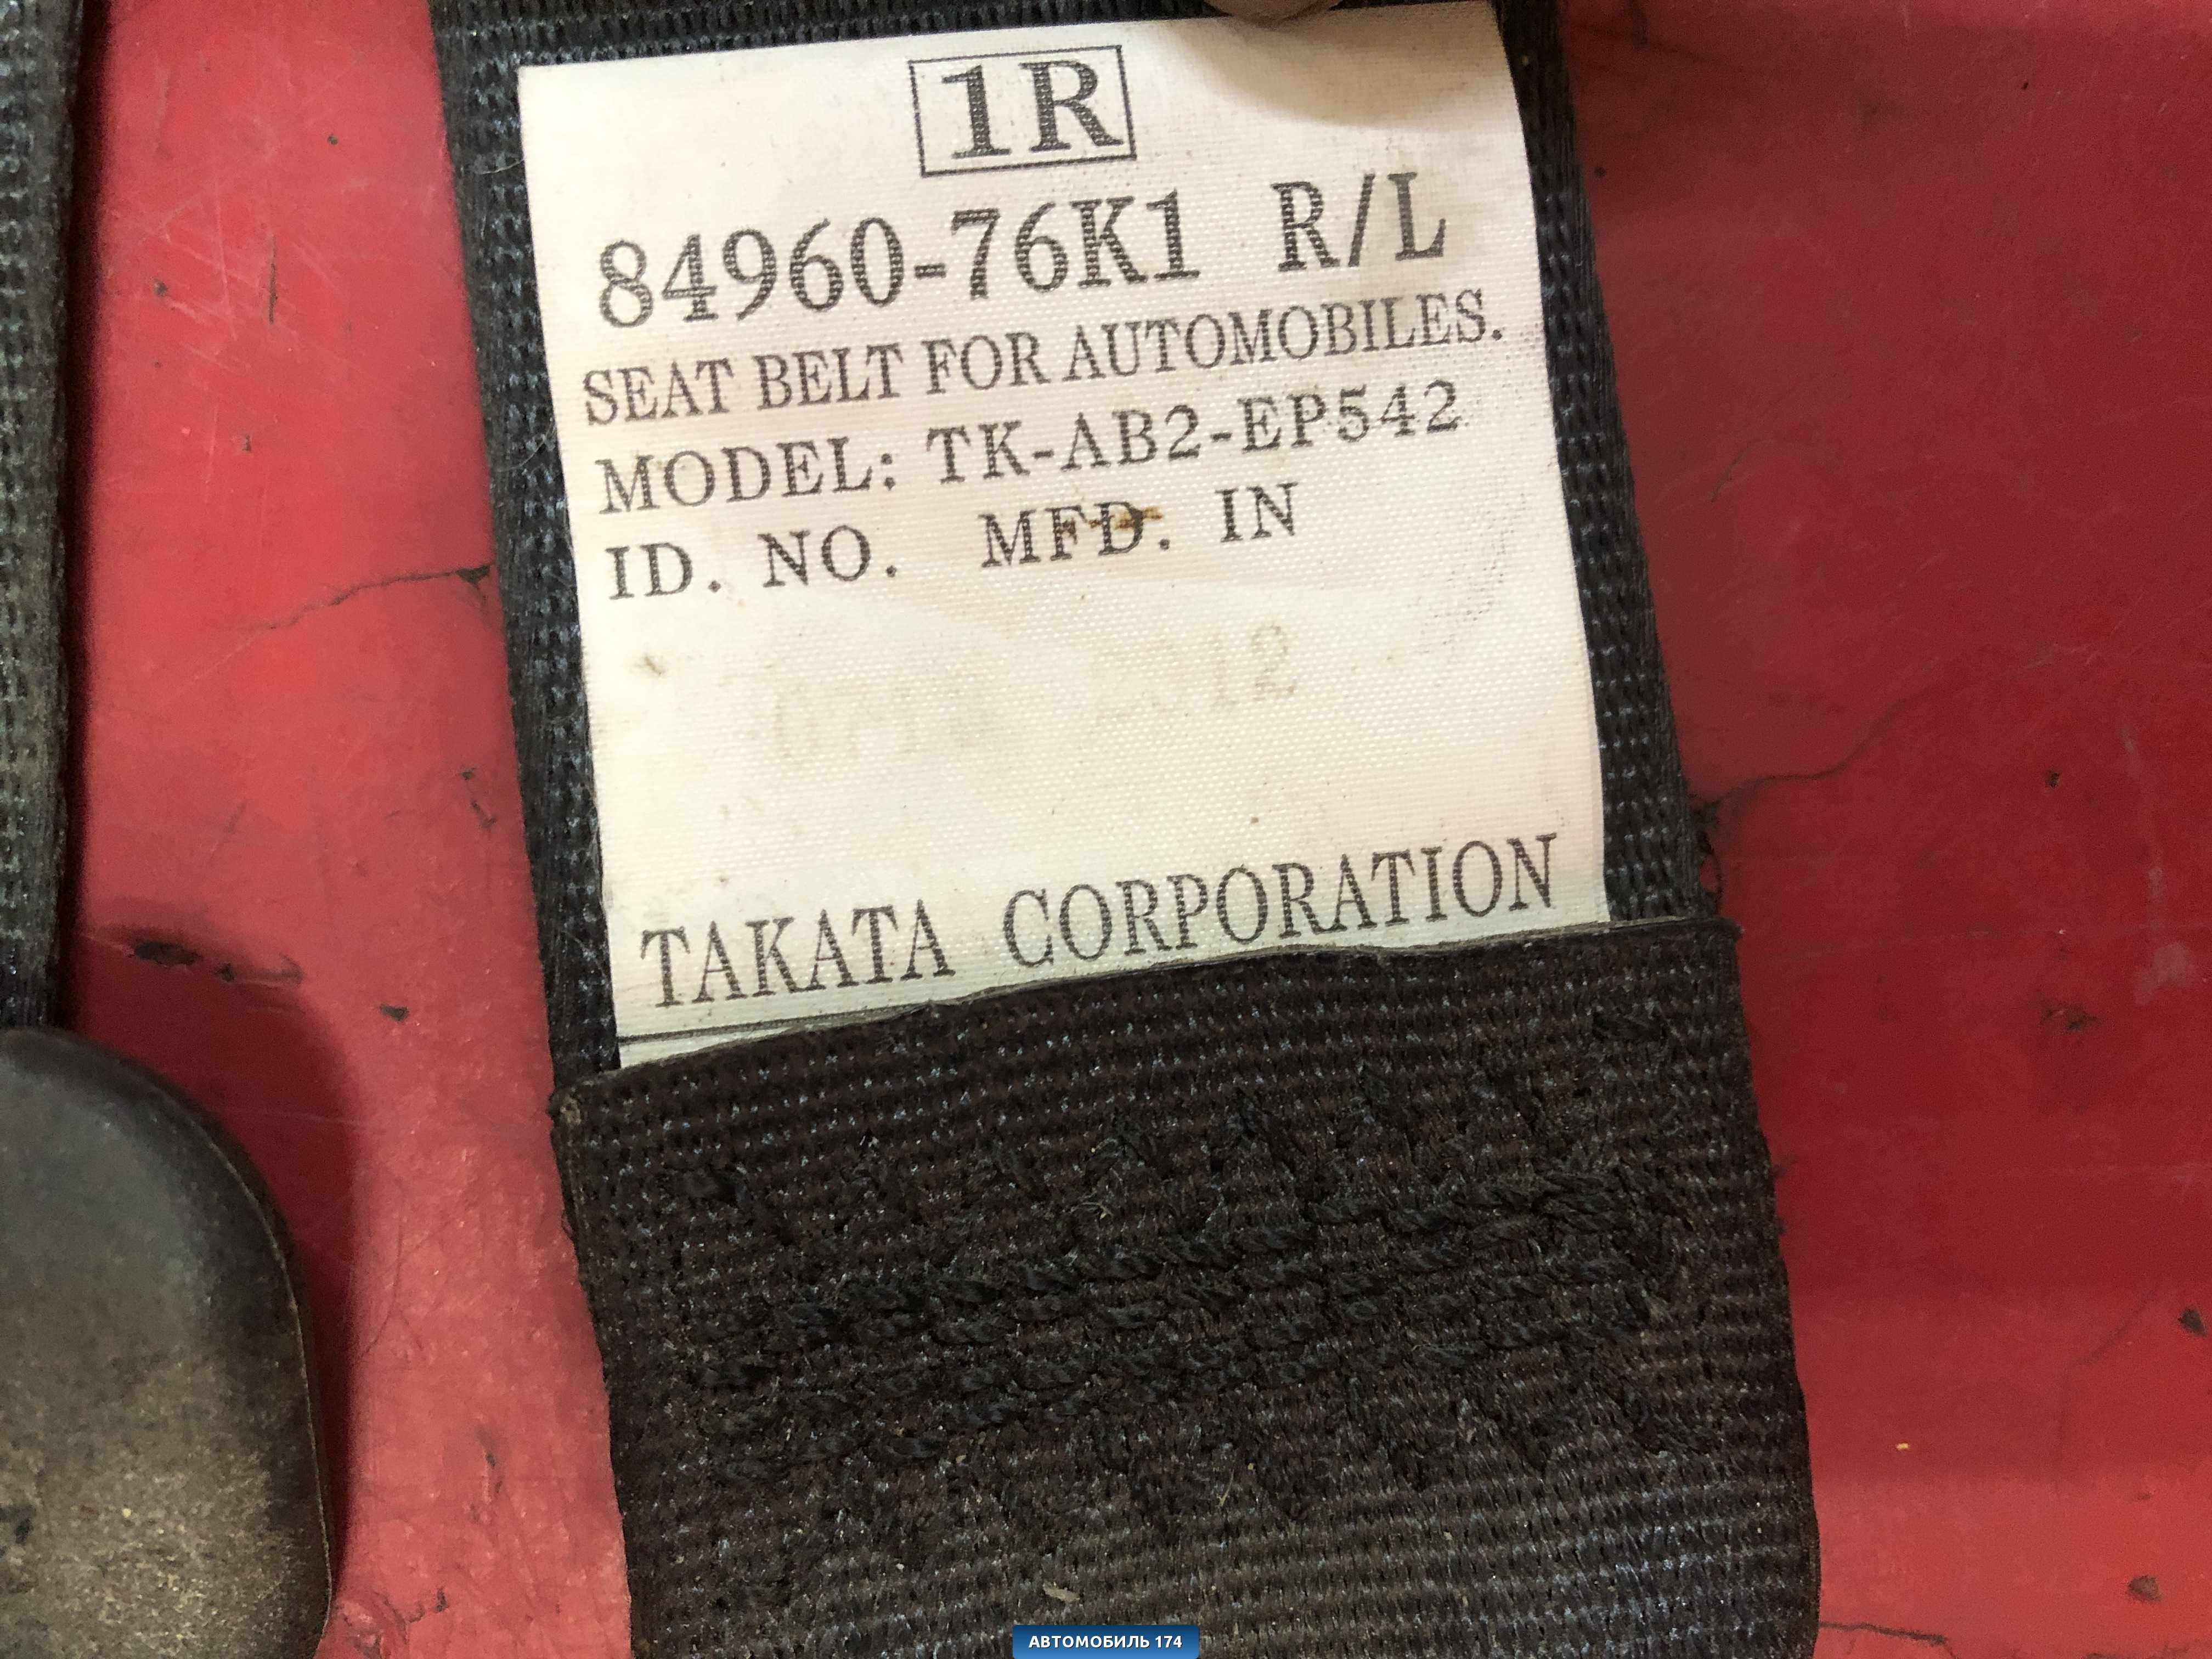 1R
84960-76K1 R/L
SEAT BELT FOR AUTOMOBILES.
MODEL: TK-AB2-EP542
ID. NO. MFD. IN
2012
TAKATA CORPORATION
АВТОМОБИЛЬ 174